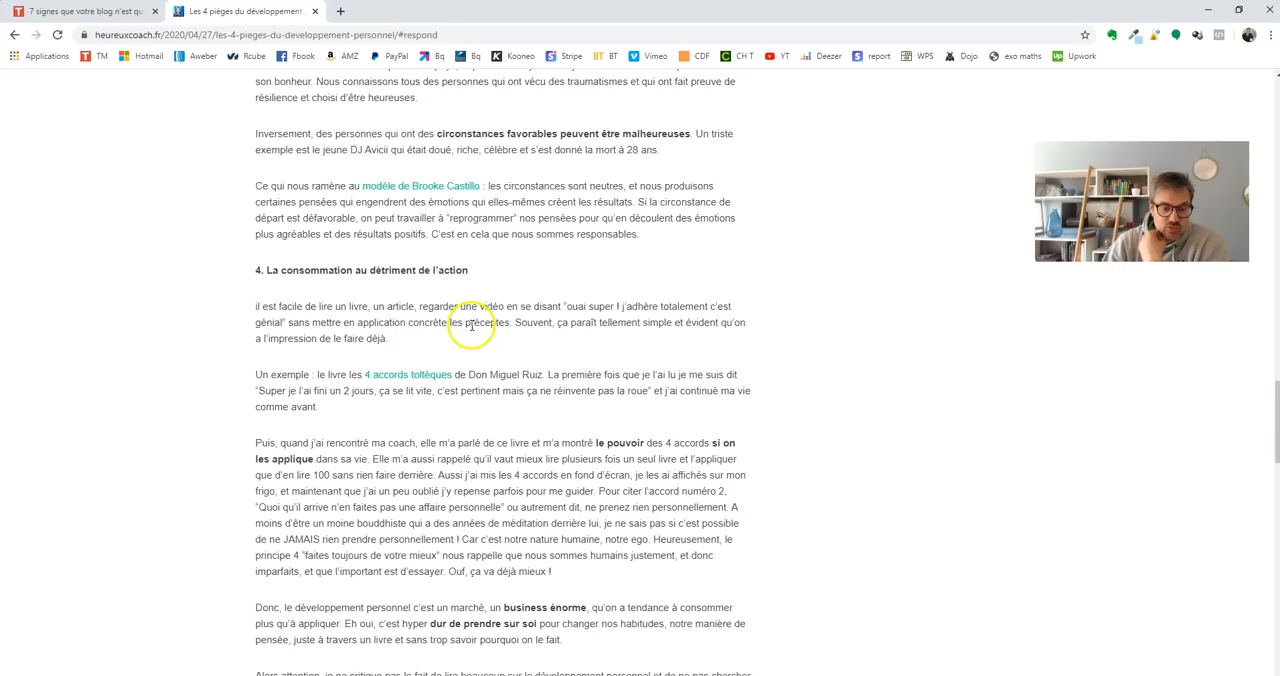 7 signes que votre blog n'est qu
Les 4 pièges du développement
heureuxcoach.fr/2020/04/27/les-4-pieges-du-developpement-personnel/#respond
Applications TM Hotmail Aweber Rcube Fbook AMZ PayPal Bq Bq Kooneo Stripe BT Vimeo CDF CH T YT Deezer report WPS Dojo exo maths Upwork
son bonheur. Nous connaissons tous des personnes qui ont vécu des traumatismes et qui ont fait preuve de
résilience et choisi d'être heureuses.
Inversement, des personnes qui ont des circonstances favorables peuvent être malheureuses. Un triste
exemple est le jeune DJ Avicii qui était doué, riche, célèbre et s'est donné la mort à 28 ans.
Ce qui nous ramène au modèle de Brooke Castillo : les circonstances sont neutres, et nous produisons
certaines pensées qui engendrent des émotions qui elles-mêmes créent les résultats. Si la circonstance de
départ est défavorable, on peut travailler à "reprogrammer" nos pensées pour qu'en découlent des émotions
plus agréables et des résultats positifs. C'est en cela que nous sommes responsables.
4. La consommation au détriment de l'action
il est facile de lire un livre, un article, regarder une vidéo en se disant "ouai super ! j'adhère totalement c'est
génial" sans mettre en application concrète les préceptes. Souvent, ça paraît tellement simple et évident qu'on
a l'impression de le faire déjà.
Un exemple : le livre les 4 accords toltèques de Don Miguel Ruiz. La première fois que je l'ai lu je me suis dit
"Super je l'ai fini un 2 jours, ça se lit vite, c'est pertinent mais ça ne réinvente pas la roue" et j'ai continué ma vie
comme avant.
Puis, quand j'ai rencontré ma coach, elle m'a parlé de ce livre et m'a montré le pouvoir des 4 accords si on
les applique dans sa vie. Elle m'a aussi rappelé qu'il vaut mieux lire plusieurs fois un seul livre et l'appliquer
que d'en lire 100 sans rien faire derrière. Aussi j'ai mis les 4 accords en fond d'écran, je les ai affichés sur mon
frigo, et maintenant que j'ai un peu oublié j'y repense parfois pour me guider. Pour citer l'accord numéro 2,
"Quoi qu'il arrive n'en faites pas une affaire personnelle" ou autrement dit, ne prenez rien personnellement. A
moins d'être un moine bouddhiste qui a des années de méditation derrière lui, je ne sais pas si c'est possible
de ne JAMAIS rien prendre personnellement ! Car c'est notre nature humaine, notre ego. Heureusement, le
principe 4 "faites toujours de votre mieux" nous rappelle que nous sommes humains justement, et donc
imparfaits, et que l'important est d'essayer. Ouf, ça va déjà mieux !
Donc, le développement personnel c'est un marché, un business énorme, qu'on a tendance à consommer
plus qu'à appliquer. Eh oui, c'est hyper dur de prendre sur soi pour changer nos habitudes, notre manière de
pensée, juste à travers un livre et sans trop savoir pourquoi on le fait.
Alors attention, je ne critique pas le fait de lire beaucoup sur le développement personnel et de ne pas chercher